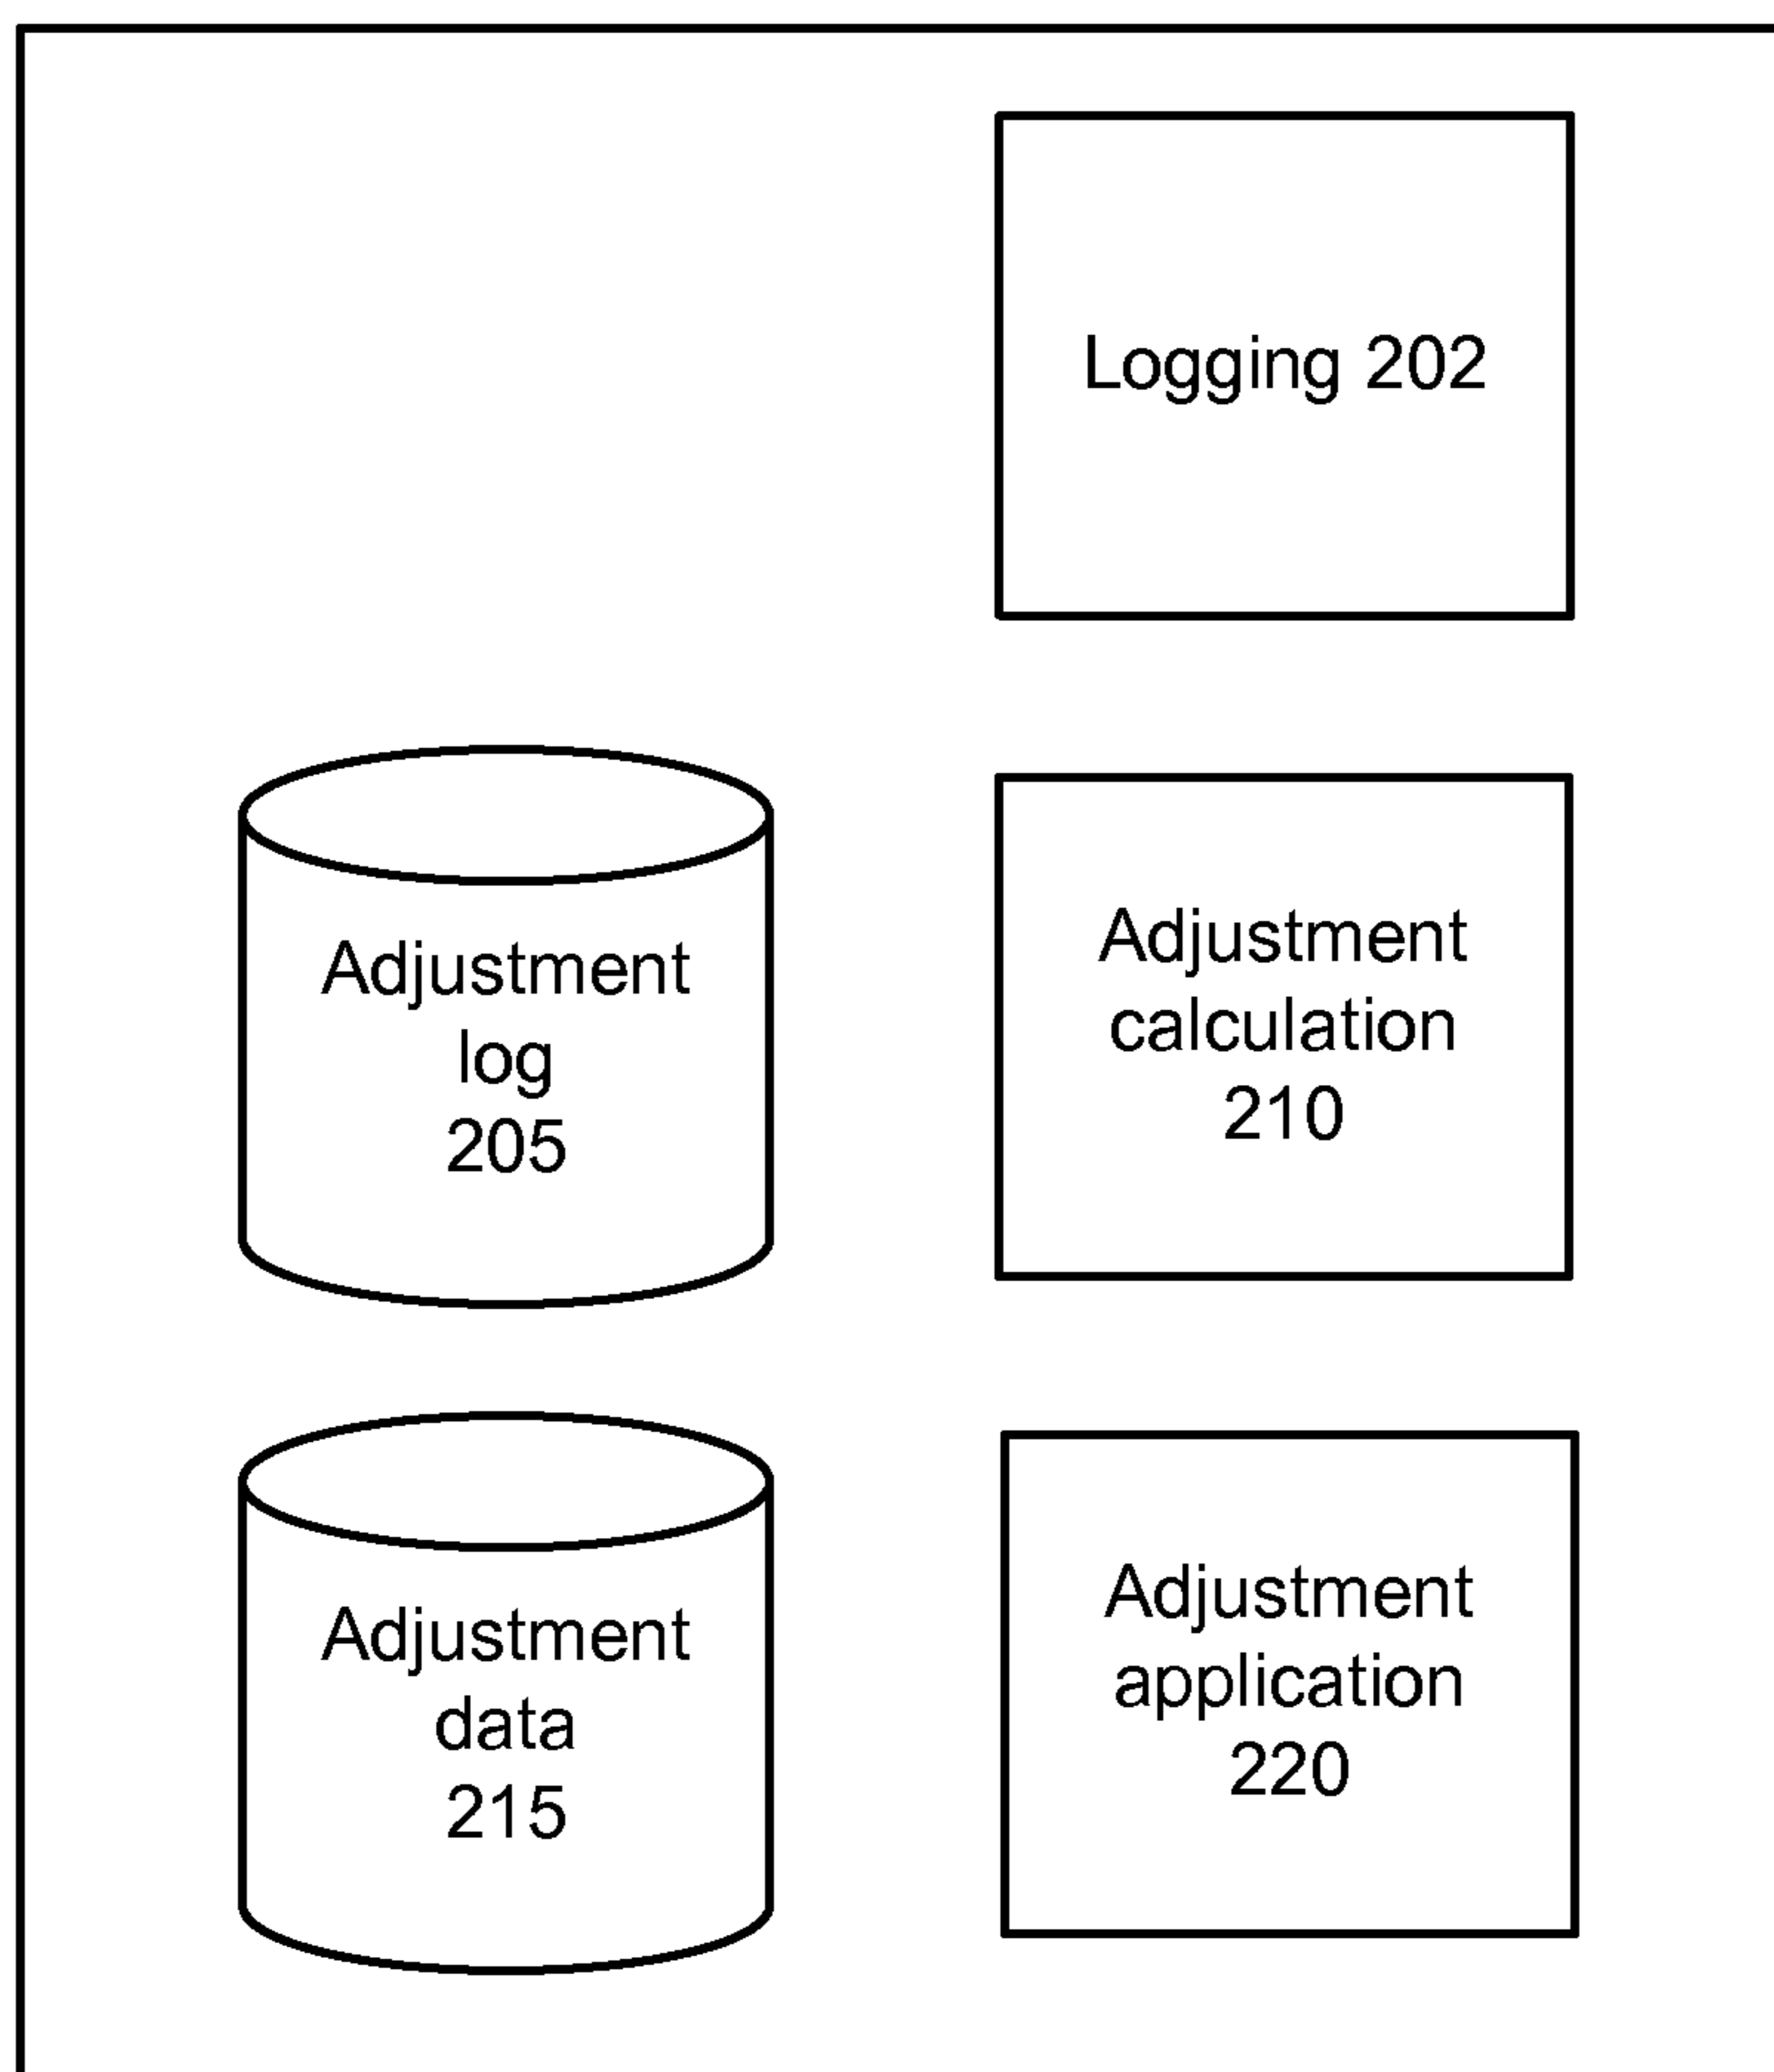 Logging 202
Adjustment
log
205
Adjustment
calculation
210
Adjustment
data
215
Adjustment
application
220